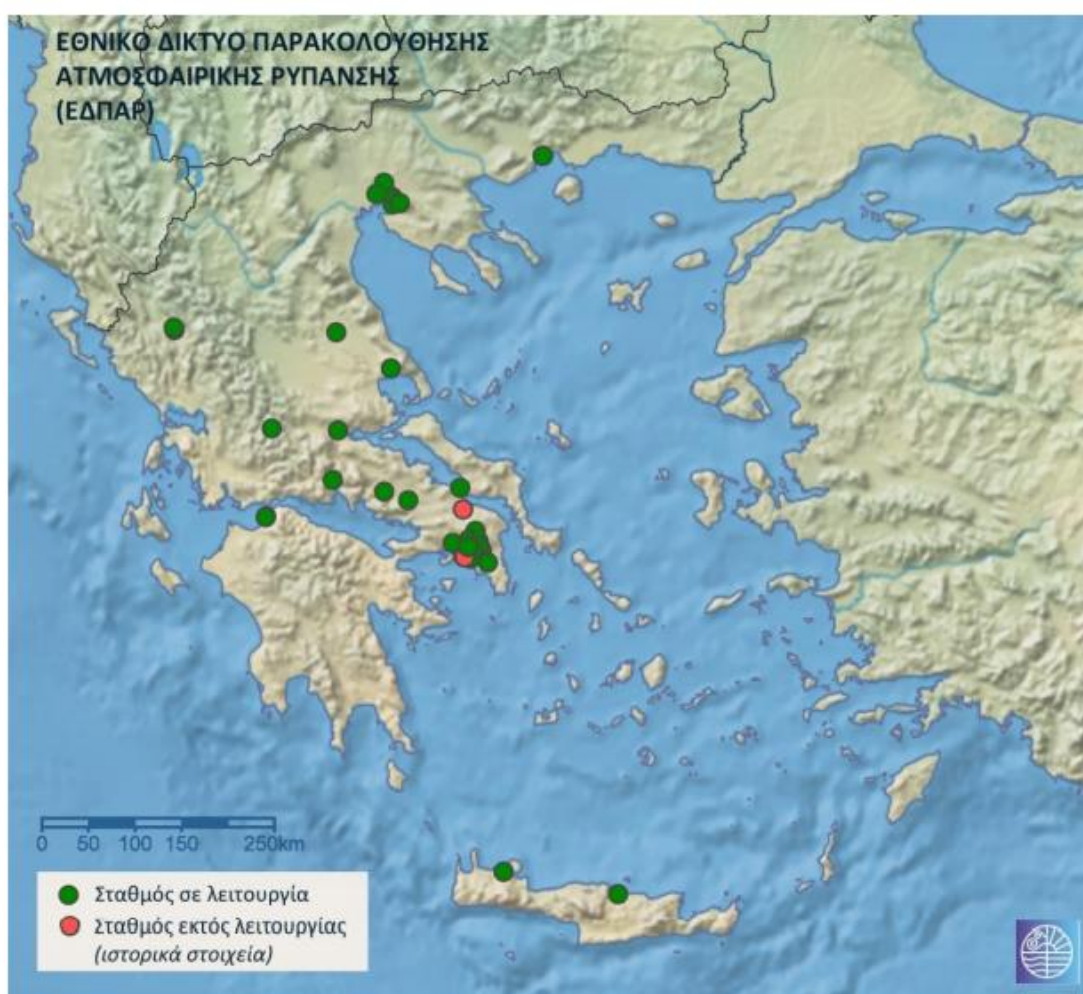 ΕΘΝΙΚΟ ΔΙΚΤΥΟ ΠΑΡΑΚΟΛΟΥΘΗΣΗΣ
ΑΤΜΟΣΦΑΙΡΙΚΗΣ ΡΥΠΑΝΣΗΣ
(ΕΔΠΑΡ)
0 50 100 150 250km
Σταθμός σε λειτουργία
Σταθμός εκτός λειτουργίας
(ιστορικά στοιχεία)